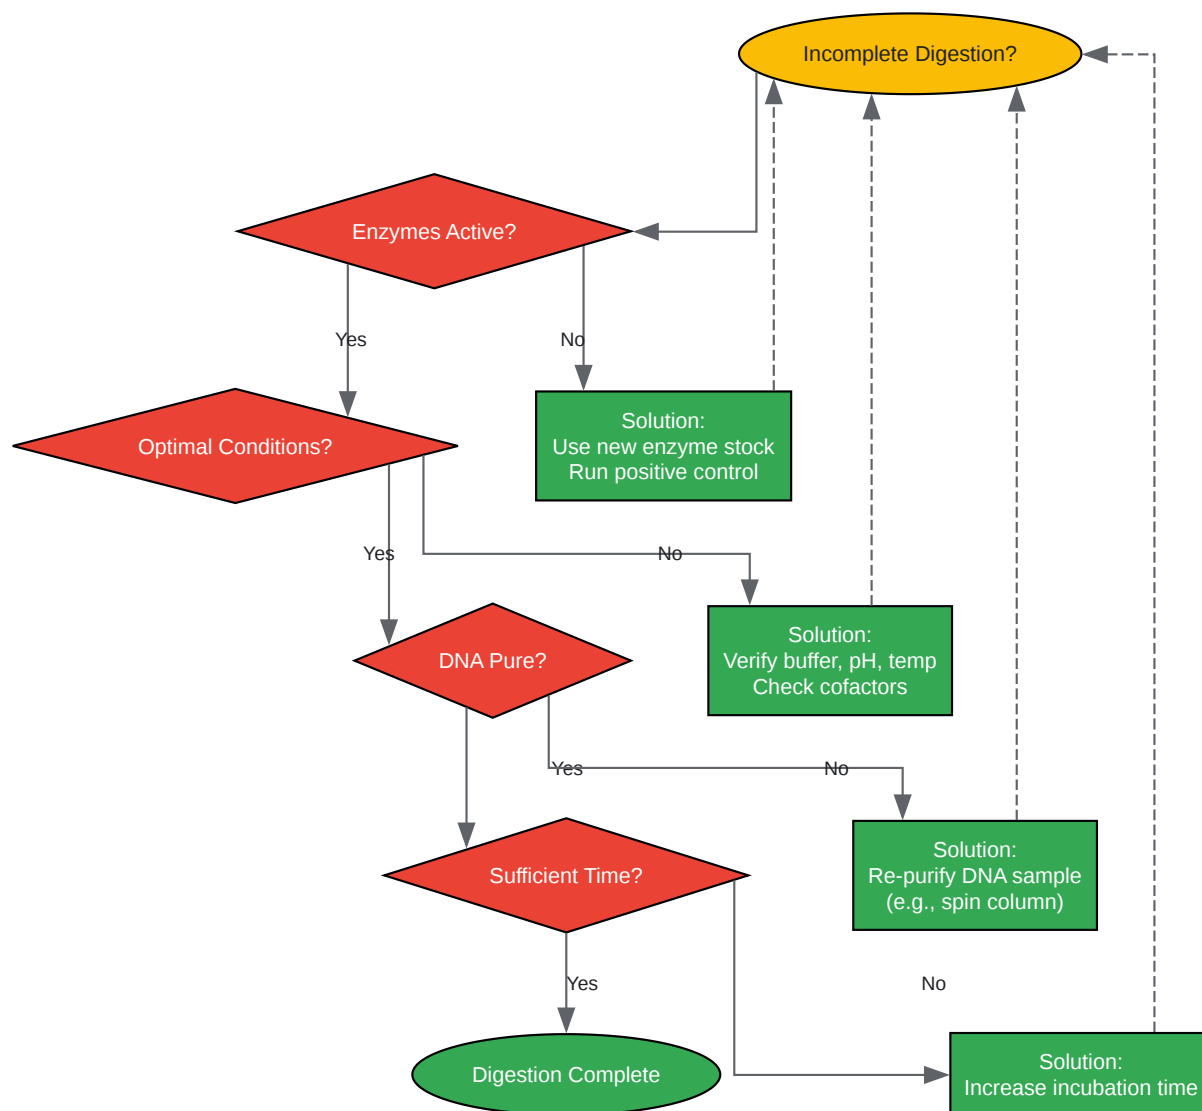 Incomplete Digestion?
Enzymes Active?
Yes
No
Optimal Conditions?
Solution:
Use new enzyme stock
Run positive control
Yes
No
DNA Pure?
Solution:
Verify buffer, pH, temp
Check cofactors
Yes
No
Sufficient Time?
Solution:
Re-purify DNA sample
(e.g., spin column)
Yes
No
Digestion Complete
Solution:
Increase incubation time